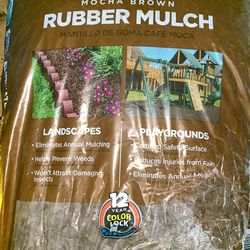 MOCHA BROWN
RUBBER MULCH
MANTILLO DE GOMA CAFÉ MOCA
LANDSCAPES
• Eliminates Annual Mulching
• Helps Prevent Weeds
• Won't Attract Damaging
Insects
PLAYGROUNDS
• Certified Safety Surface
• Reduces Injuries from Falls
• Eliminates Annual
12
YEAR
COLOR
LOCK